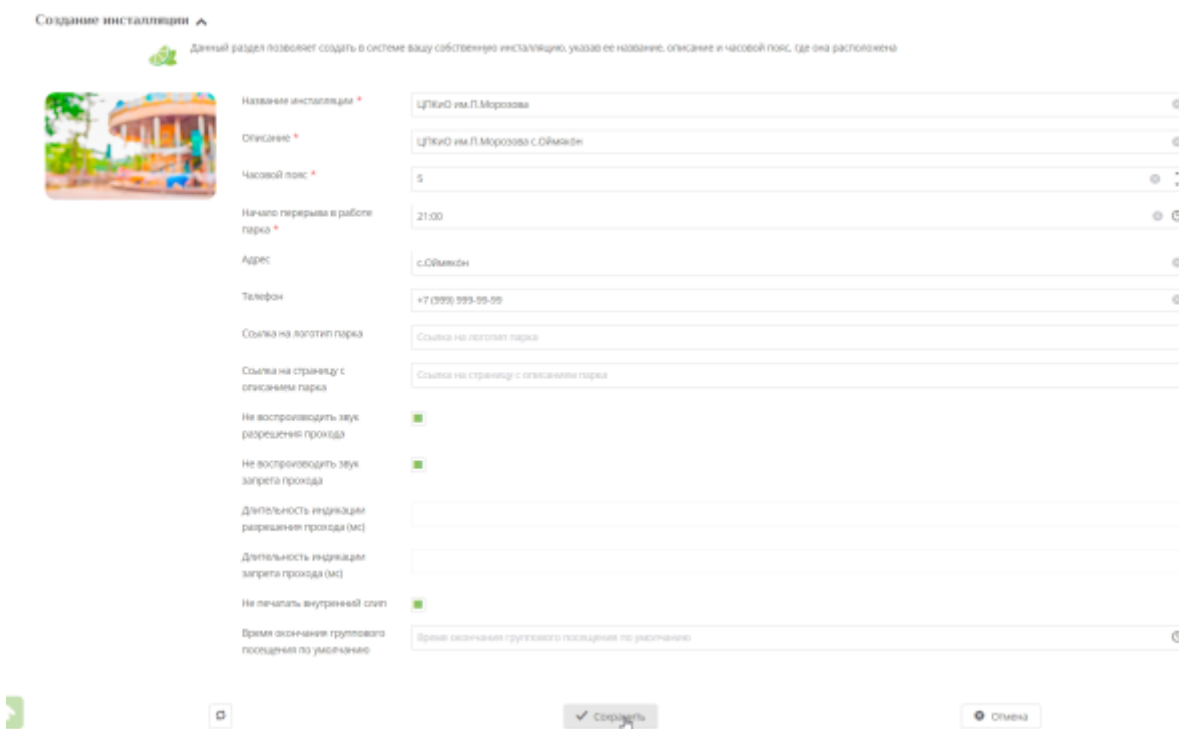 Создание инсталляции
Данный раздел позволяет создать в системе вашу собственную инсталляцию, указав ее название, описание и часовой пояс, где она расположена
Название инсталляции *
ЦПКиО им.П.Морозова
Описание *
ЦПКиО им.П.Морозова с.Оймякон
Часовой пояс *
5
Начало перерыва в работе
парка *
21:00
Адрес
с.Оймякон
Телефон
+7 (999) 999-99-99
Ссылка на логотип парка
Ссылка на логотип парка
Ссылка на страницу с
описанием парка
Ссылка на страницу с описанием парка
Не воспроизводить звук
разрешения прохода
Не воспроизводить звук
запрета прохода
Длительность индикации
разрешения прохода (мс)
Длительность индикации
запрета прохода (мс)
Не печатать внутренний слип
Время окончания группового
посещения по умолчанию
Время окончания группового посещения по умолчанию
Сохранить
Отмена